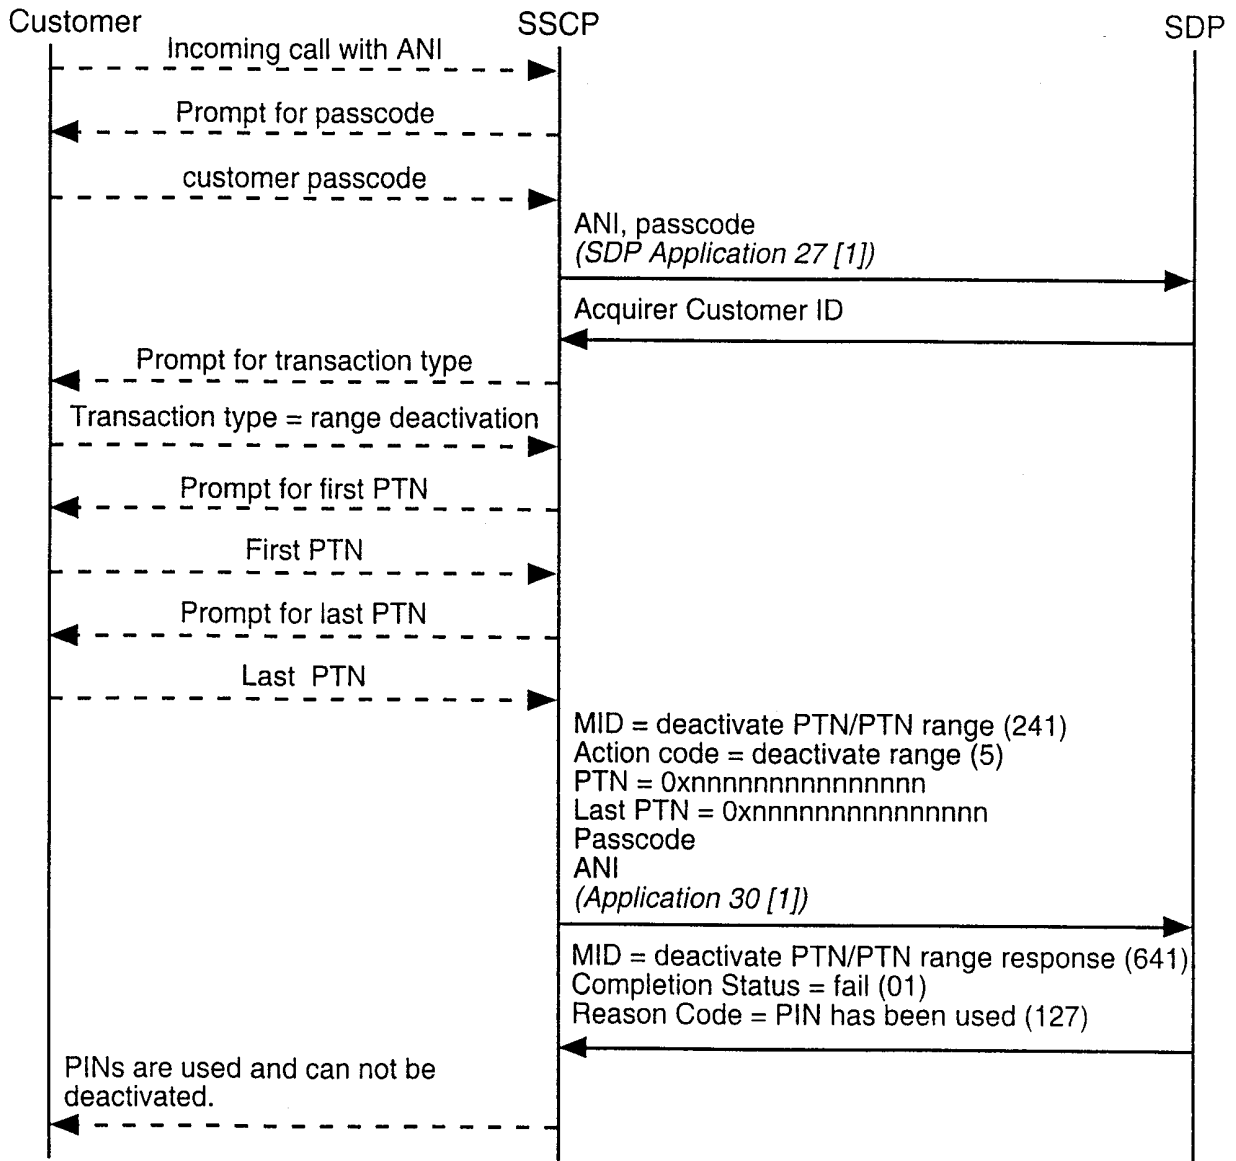 Customer
SSCP
SDP
Incoming call with ANI
Prompt for passcode
customer passcode
ANI, passcode
(SDP Application 27 [1])
Acquirer Customer ID
Prompt for transaction type
Transaction type = range deactivation
Prompt for first PTN
First PTN
Prompt for last PTN
Last PTN
MID = deactivate PTN/PTN range (241)
Action code = deactivate range (5)
PTN = 0xnnnnnnnnnnnnnnnn
Last PTN = 0xnnnnnnnnnnnnnnnn
Passcode
ANI
(Application 30 [1])
MID = deactivate PTN/PTN range response (641)
Completion Status = fail (01)
Reason Code = PIN has been used (127)
PINs are used and can not be
deactivated.